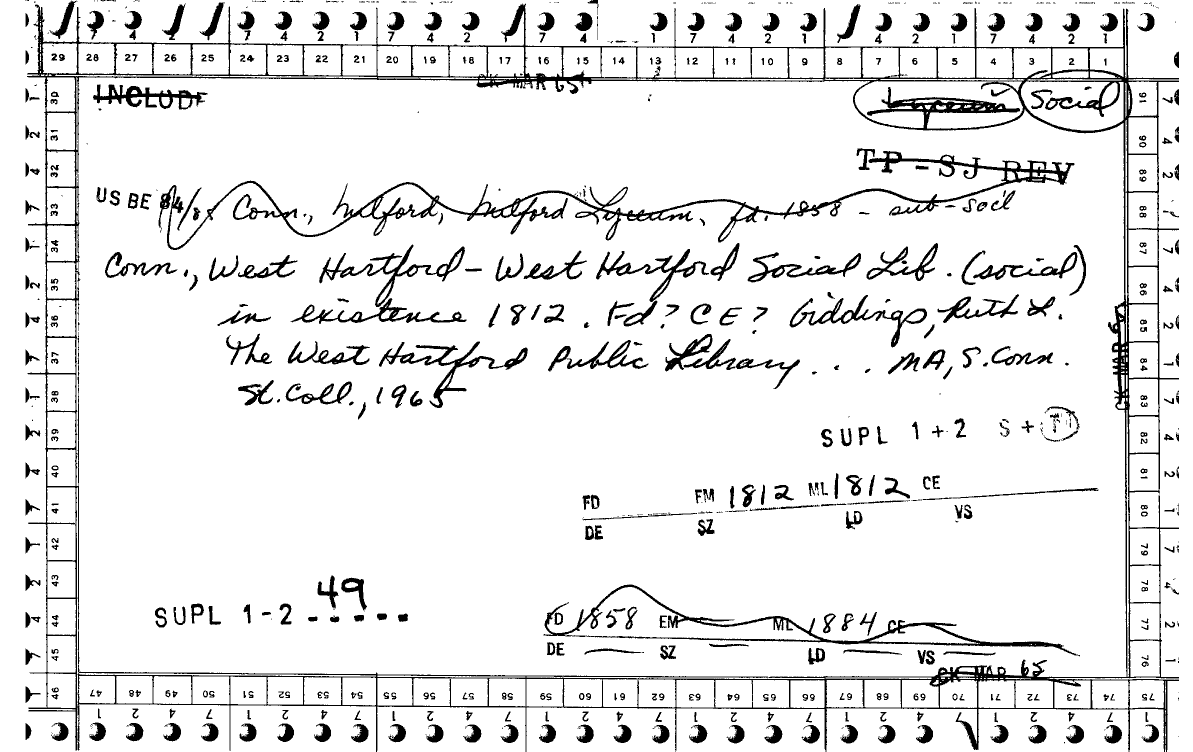 7 4 2 1 7 4 2 1 7 4 1 7 4 2 1 7 4 2 1 7 4 2 1
29 28 27 26 25 24 23 22 21 20 19 18 17 16 15 14 13 12 11 10 9 8 7 6 5 4 3 2 1
CK MAR 65
INCLUDE
Lyceum Social
TP-SJ REV
US BE 84/8 Conn., Milford, Milford Lyceum, fd. 1858 - sub-socil
Conn., West Hartford - West Hartford Social Lib. (social)
in existence 1812. Fd? CE? Giddings, Ruth L.
The West Hartford Public Library . . . MA, S. Conn.
St. Coll., 1965
SUPL 1+2 S+
FD EM 1812 ML 1812 CE
DE SZ LD VS
49
SUPL 1-2 -----
FD 1858 EM ML 1884 CE
DE SZ LD VS
CK MAR 65
30 31 32 33 34 35 36 37 38 39 40 41 42 43 44 45 46
91 90 89 88 87 86 85 84 83 82 81 80 79 78 77 76
CK MAR 65
47 48 49 50 51 52 53 54 55 56 57 58 59 60 61 62 63 64 65 66 67 68 69 70 71 72 73 74 75
1 2 4 7 1 2 4 7 1 2 4 7 1 2 4 7 1 2 4 7 1 2 4 7 1 2 4 7 1